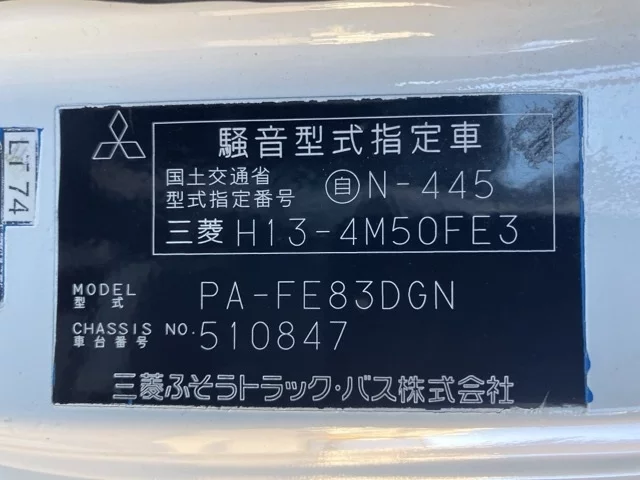 騒音型式指定車
国土交通省
型式指定番号 自 N-445
三菱 H13-4M50FE3
MODEL
型式 PA-FE83DGN
CHASSIS NO.
車台番号 510847
三菱ふそうトラック・バス株式会社